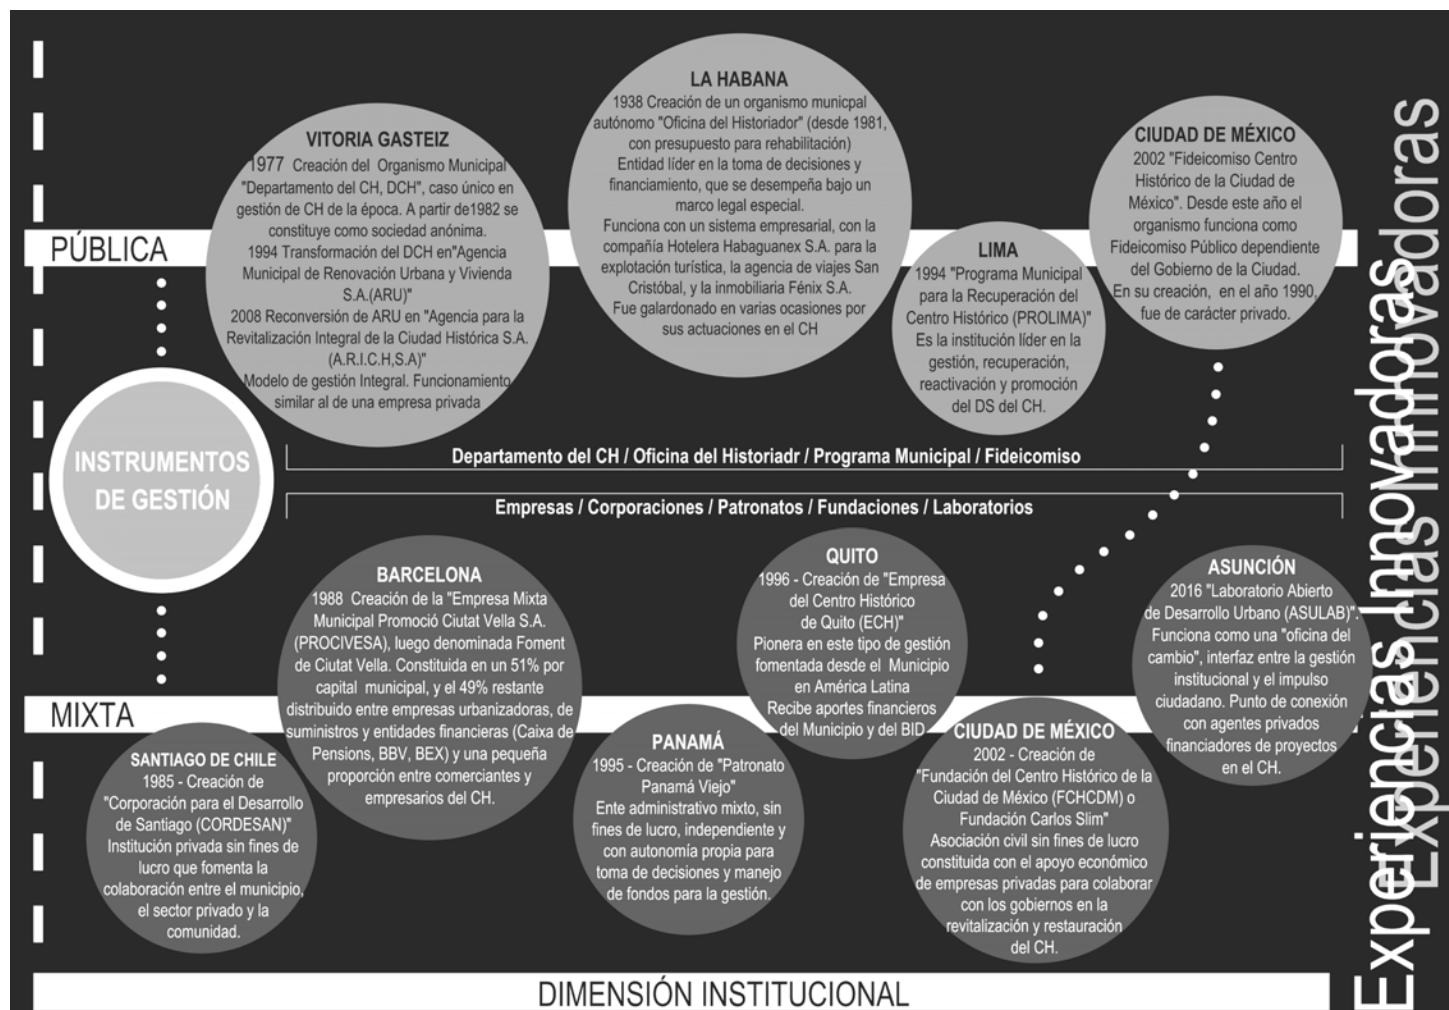 PÚBLICA
VITORIA GASTEIZ
1977 Creación del Organismo Municipal
"Departamento del CH, DCH", caso único en
gestión de CH de la época. A partir de1982 se
constituye como sociedad anónima.
1994 Transformación del DCH en"Agencia
Municipal de Renovación Urbana y Vivienda
S.A.(ARU)"
2008 Reconversión de ARU en "Agencia para la
Revitalización Integral de la Ciudad Histórica S.A.
(A.R.I.C.H,S.A)"
Modelo de gestión Integral. Funcionamiento
similar al de una empresa privada
LA HABANA
1938 Creación de un organismo municpal
autónomo "Oficina del Historiador" (desde 1981,
con presupuesto para rehabilitación)
Entidad líder en la toma de decisiones y
financiamiento, que se desempeña bajo un
marco legal especial.
Funciona con un sistema empresarial, con la
compañía Hotelera Habaguanex S.A. para la
explotación turística, la agencia de viajes San
Cristóbal, y la inmobiliaria Fénix S.A.
Fue galardonado en varias ocasiones por
sus actuaciones en el CH
LIMA
1994 "Programa Municipal
para la Recuperación del
Centro Histórico (PROLIMA)"
Es la institución líder en la
gestión, recuperación,
reactivación y promoción
del DS del CH.
CIUDAD DE MÉXICO
2002 "Fideicomiso Centro
Histórico de la Ciudad de
México". Desde este año el
organismo funciona como
Fideicomiso Público dependiente
del Gobierno de la Ciudad.
En su creación, en el año 1990,
fue de carácter privado.
INSTRUMENTOS
DE GESTIÓN
Departamento del CH / Oficina del Historiadr / Programa Municipal / Fideicomiso
Empresas / Corporaciones / Patronatos / Fundaciones / Laboratorios
MIXTA
SANTIAGO DE CHILE
1985 - Creación de
"Corporación para el Desarrollo
de Santiago (CORDESAN)"
Institución privada sin fines de
lucro que fomenta la
colaboración entre el municipio,
el sector privado y la
comunidad.
BARCELONA
1988 Creación de la "Empresa Mixta
Municipal Promoció Ciutat Vella S.A.
(PROCIVESA), luego denominada Foment
de Ciutat Vella. Constituida en un 51% por
capital municipal, y el 49% restante
distribuido entre empresas urbanizadoras, de
suministros y entidades financieras (Caixa de
Pensions, BBV, BEX) y una pequeña
proporción entre comerciantes y
empresarios del CH.
PANAMÁ
1995 - Creación de "Patronato
Panamá Viejo"
Ente administrativo mixto, sin
fines de lucro, independiente y
con autonomía propia para
toma de decisiones y manejo
de fondos para la gestión.
QUITO
1996 - Creación de "Empresa
del Centro Histórico
de Quito (ECH)"
Pionera en este tipo de gestión
fomentada desde el Municipio
en América Latina
Recibe aportes financieros
del Municipio y del BID
CIUDAD DE MÉXICO
2002 - Creación de
"Fundación del Centro Histórico de la
Ciudad de México (FCHCDM) o
Fundación Carlos Slim"
Asociación civil sin fines de lucro
constituida con el apoyo económico
de empresas privadas para colaborar
con los gobiernos en la
revitalización y restauración
del CH.
ASUNCIÓN
2016 "Laboratorio Abierto
de Desarrollo Urbano (ASULAB)".
Funciona como una "oficina del
cambio", interfaz entre la gestión
institucional y el impulso
ciudadano. Punto de conexión
con agentes privados
financiadores de proyectos
en el CH.
DIMENSIÓN INSTITUCIONAL
Experiencias Innovadoras
Experiencias Innovadoras